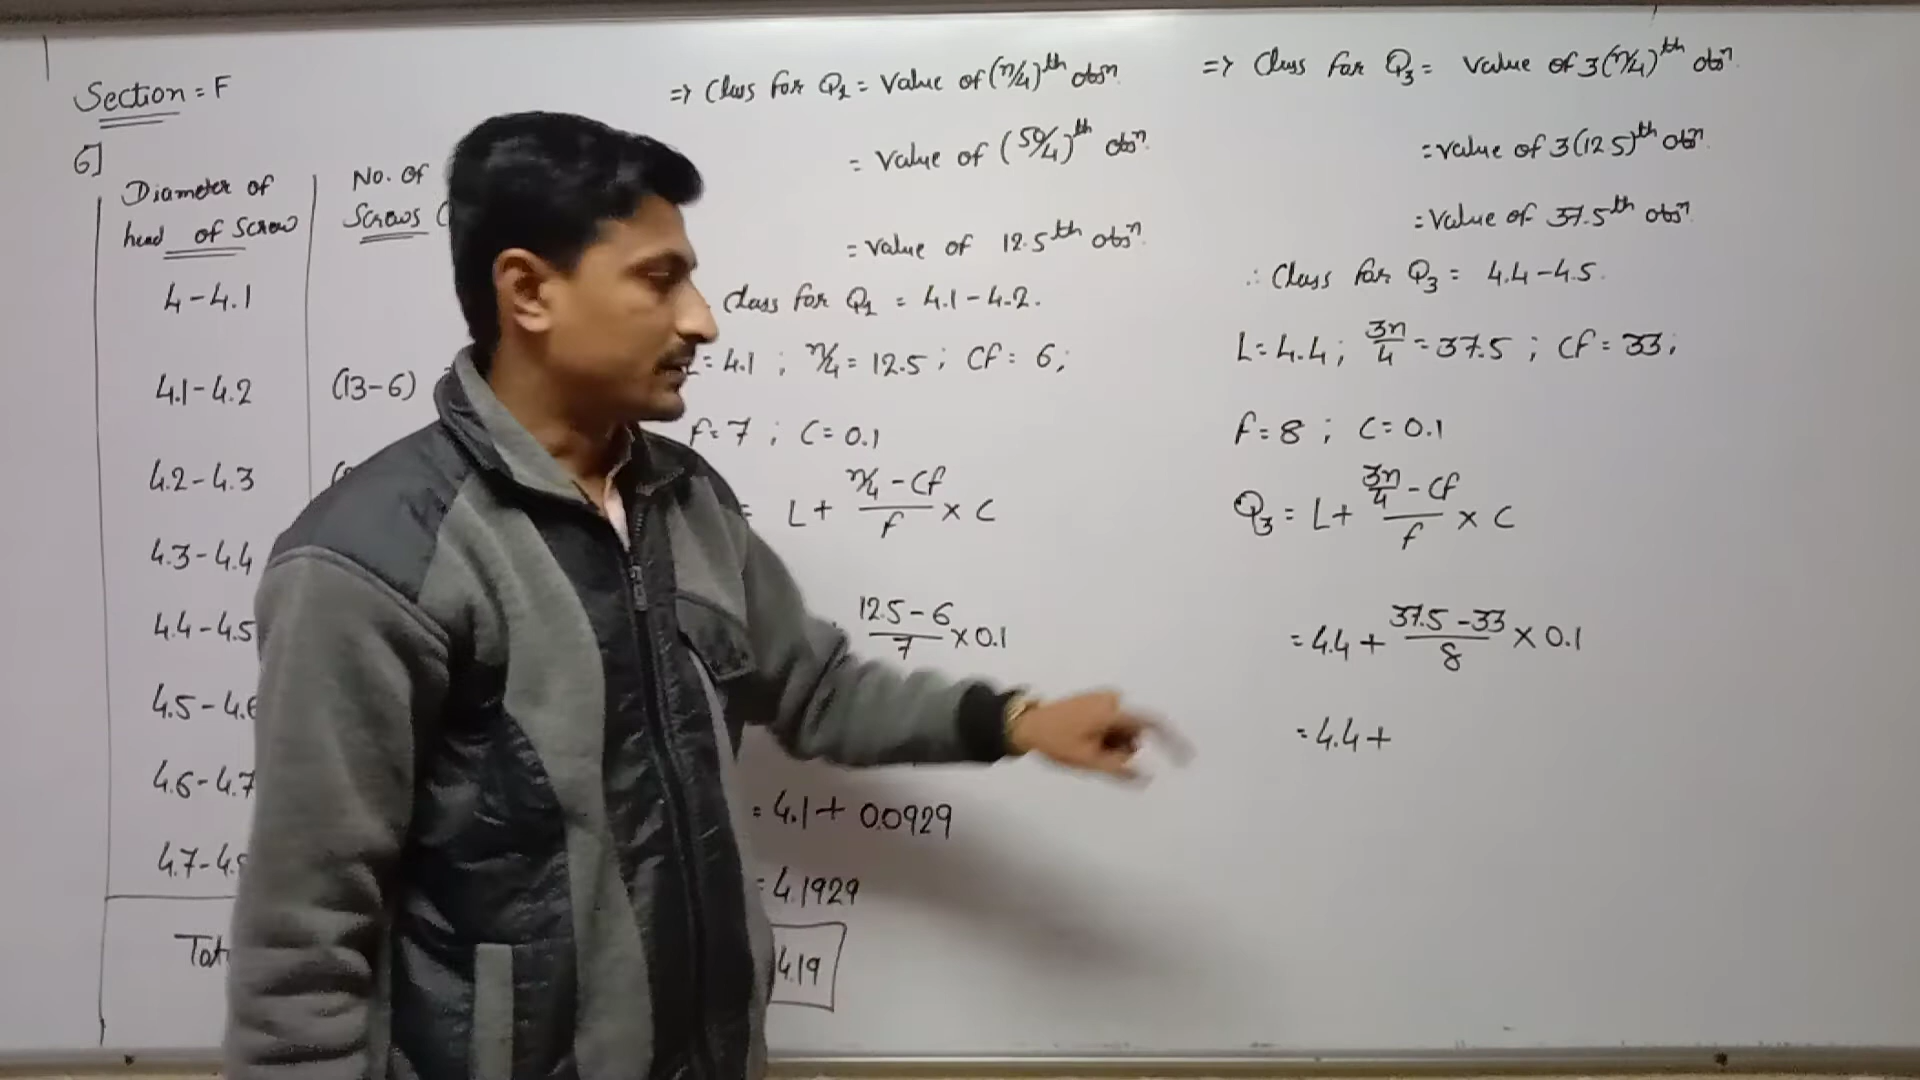 Section = F
6]
Diameter of
head of Screw
No. of
Screws
4-4.1
4.1-4.2
(13-6)
4.2-4.3
4.3-4.4
4.4-4.5
4.5-4.6
4.6-4.7
4.7-4.8
=> Class for Q1 = Value of (n/4)th obsn.
= Value of (50/4)th obsn.
= Value of 12.5th obsn.
Class for Q1 = 4.1-4.2.
= 4.1 ; n/4 = 12.5 ; Cf = 6 ;
f = 7 ; C = 0.1
= L + (n/4 - Cf)/f × C
(12.5-6)/7 × 0.1
= 4.1 + 0.0929
= 4.1929
4.19
=> Class for Q3 = Value of 3(n/4)th obsn.
= value of 3(12.5)th obsn.
= Value of 37.5th obsn.
∴ Class for Q3 = 4.4-4.5.
L = 4.4 ; 3n/4 = 37.5 ; Cf = 33 ;
f = 8 ; C = 0.1
Q3 = L + (3n/4 - Cf)/f × C
= 4.4 + (37.5-33)/8 × 0.1
= 4.4 +